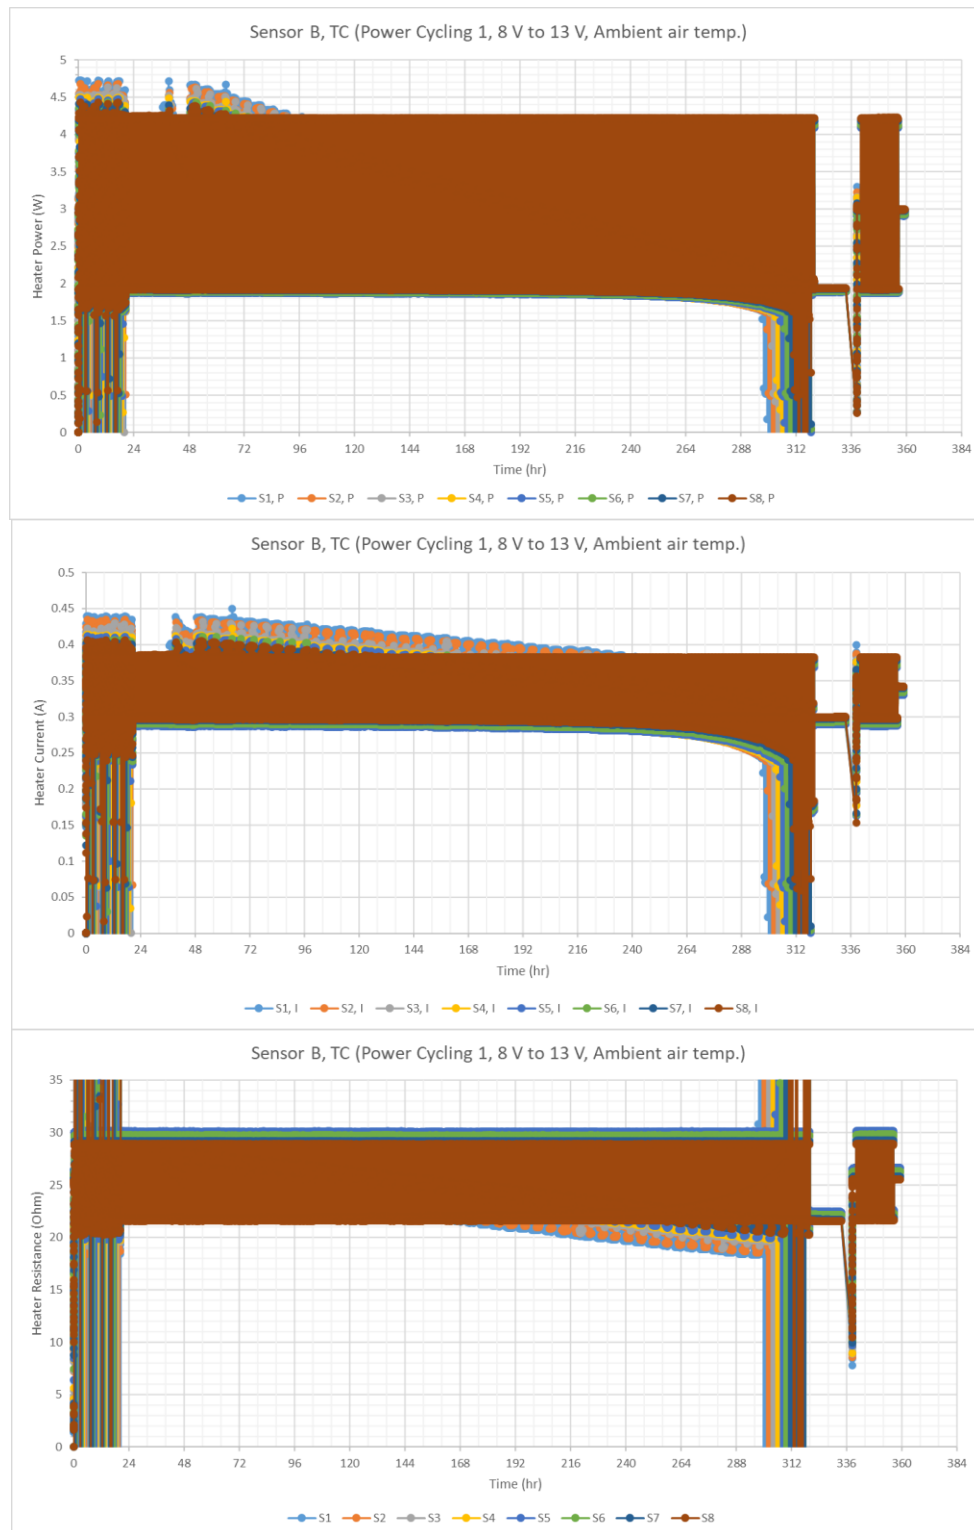 Sensor B, TC (Power Cycling 1, 8 V to 13 V, Ambient air temp.)
5
4.5
4
3.5
3
2.5
2
1.5
1
0.5
0
Heater Power (W)
0 24 48 72 96 120 144 168 192 216 240 264 288 312 336 360 384
Time (hr)
S1, P S2, P S3, P S4, P S5, P S6, P S7, P S8, P
Sensor B, TC (Power Cycling 1, 8 V to 13 V, Ambient air temp.)
0.5
0.45
0.4
0.35
0.3
0.25
0.2
0.15
0.1
0.05
0
Heater Current (A)
0 24 48 72 96 120 144 168 192 216 240 264 288 312 336 360 384
Time (hr)
S1, I S2, I S3, I S4, I S5, I S6, I S7, I S8, I
Sensor B, TC (Power Cycling 1, 8 V to 13 V, Ambient air temp.)
35
30
25
20
15
10
5
0
Heater Resistance (Ohm)
0 24 48 72 96 120 144 168 192 216 240 264 288 312 336 360 384
Time (hr)
S1 S2 S3 S4 S5 S6 S7 S8